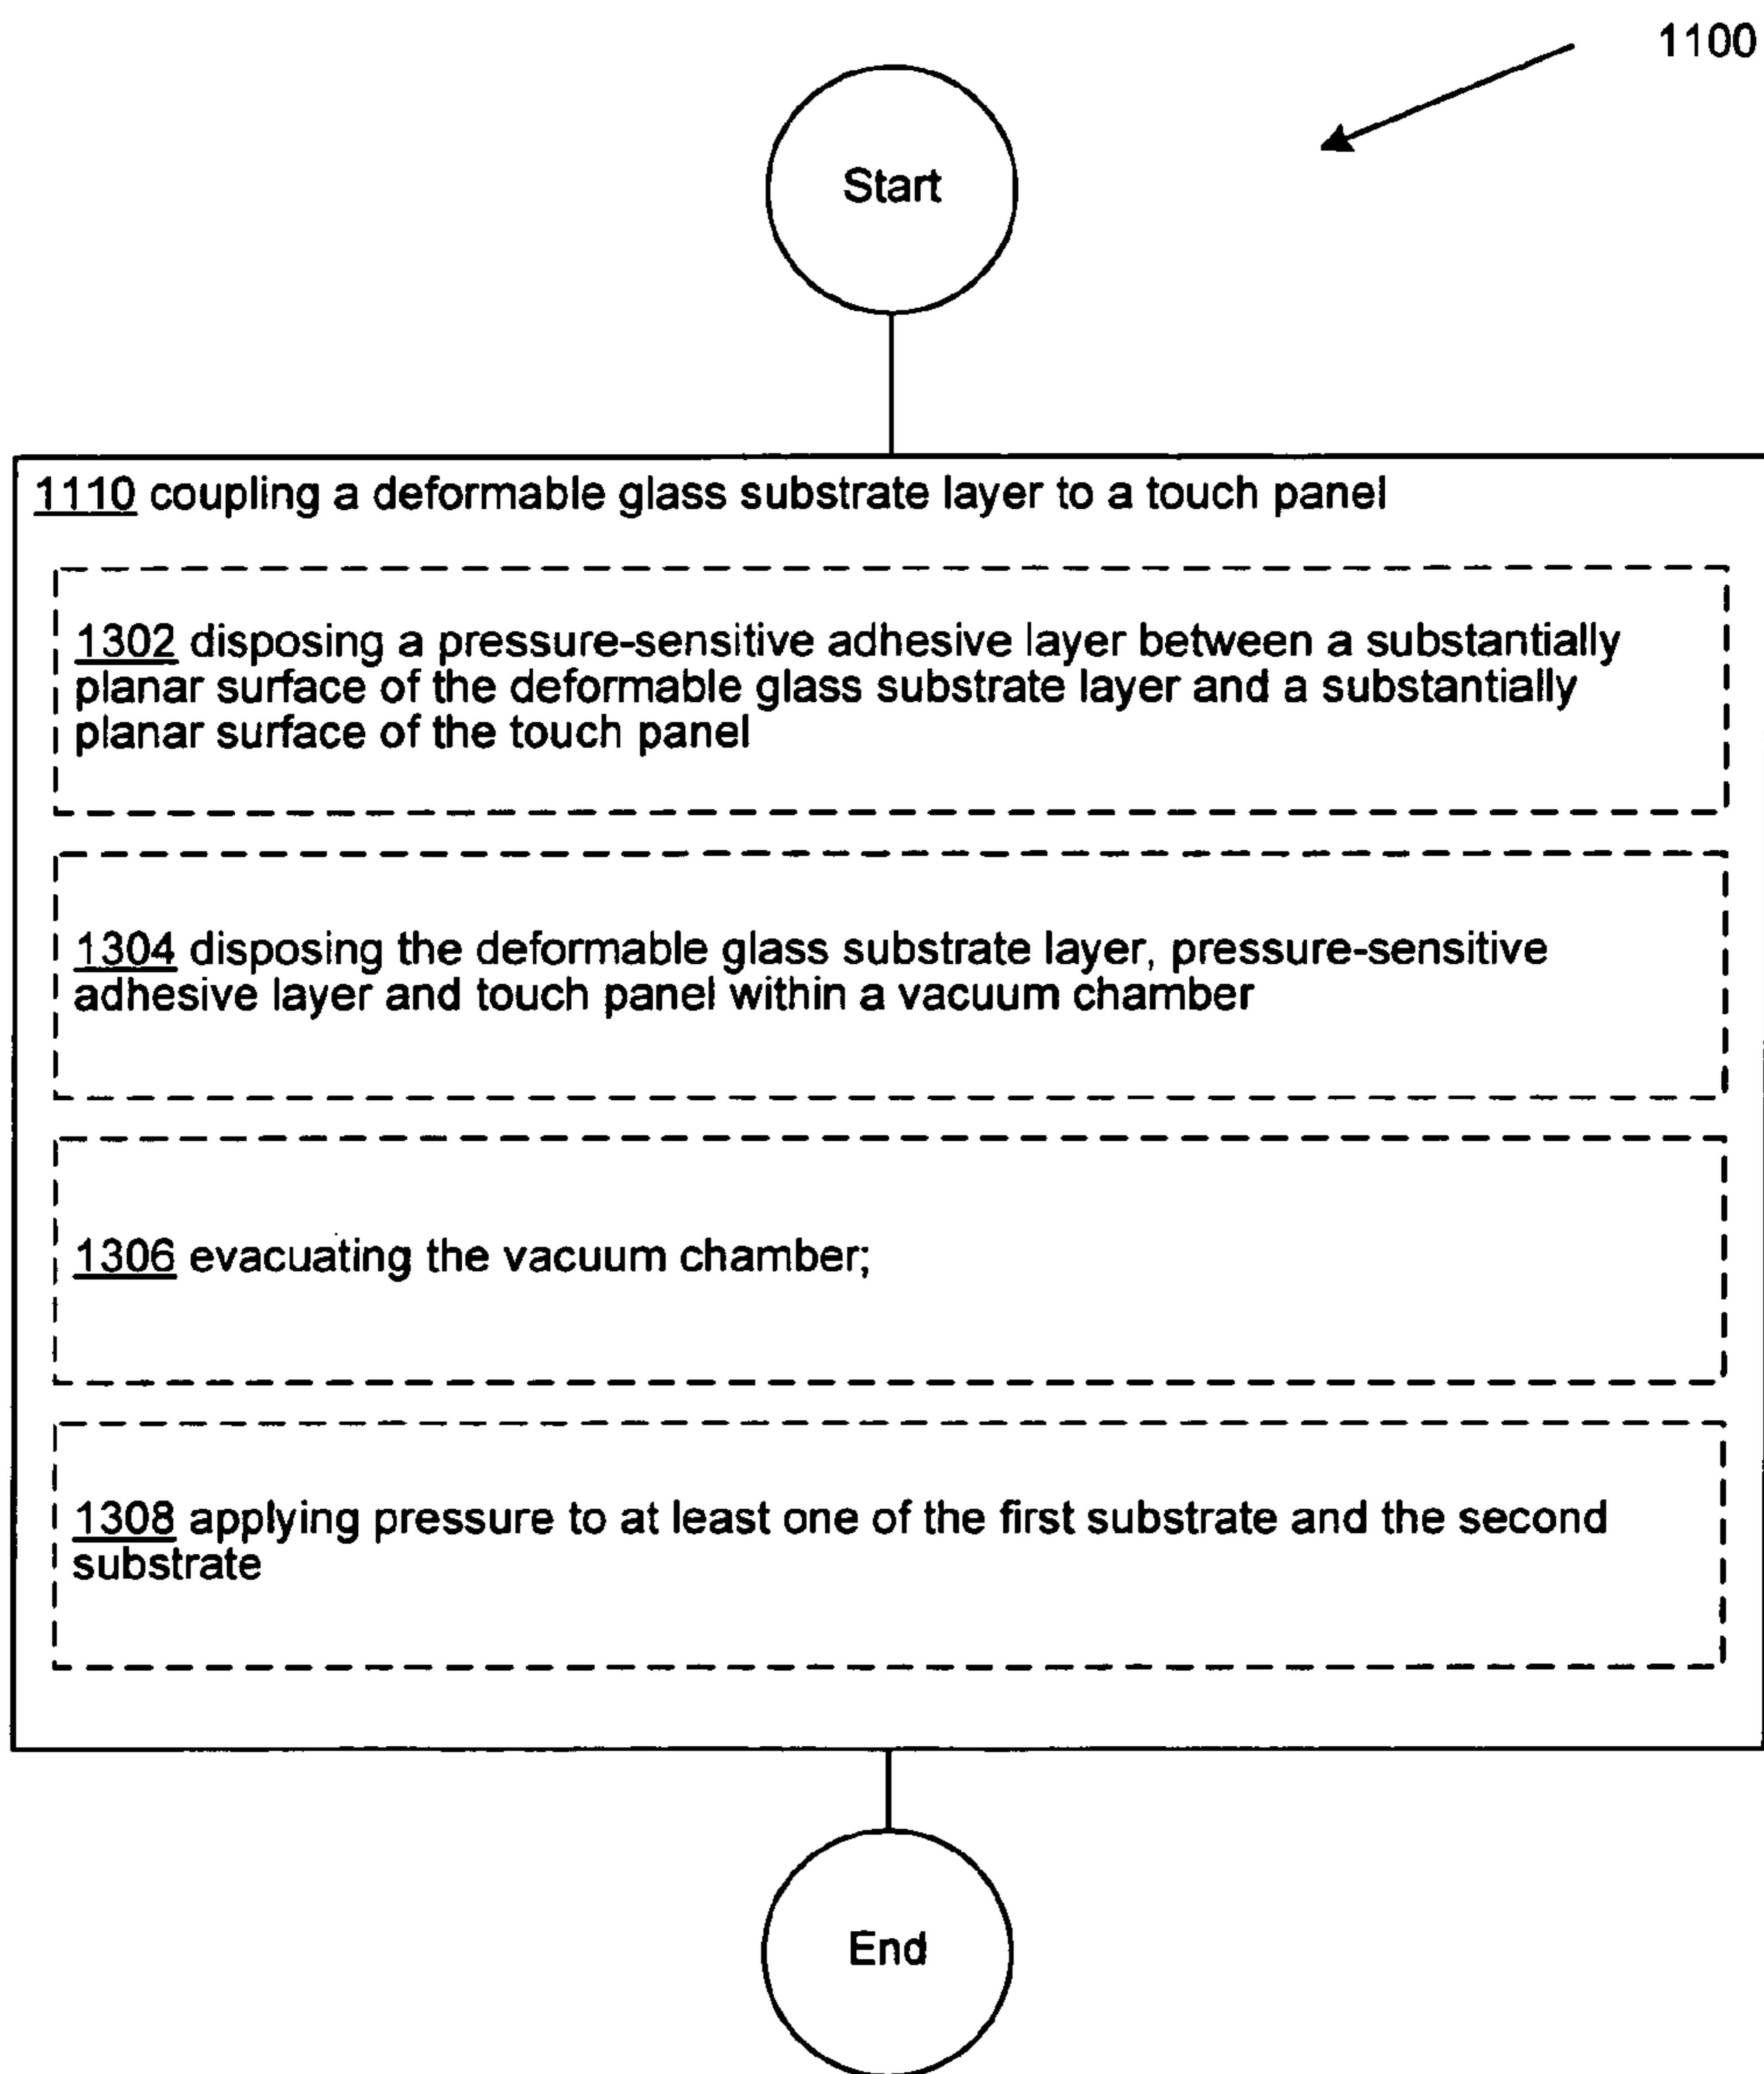 1100
Start
1110 coupling a deformable glass substrate layer to a touch panel
1302 disposing a pressure-sensitive adhesive layer between a substantially
planar surface of the deformable glass substrate layer and a substantially
planar surface of the touch panel
1304 disposing the deformable glass substrate layer, pressure-sensitive
adhesive layer and touch panel within a vacuum chamber
1306 evacuating the vacuum chamber;
1308 applying pressure to at least one of the first substrate and the second
substrate
End